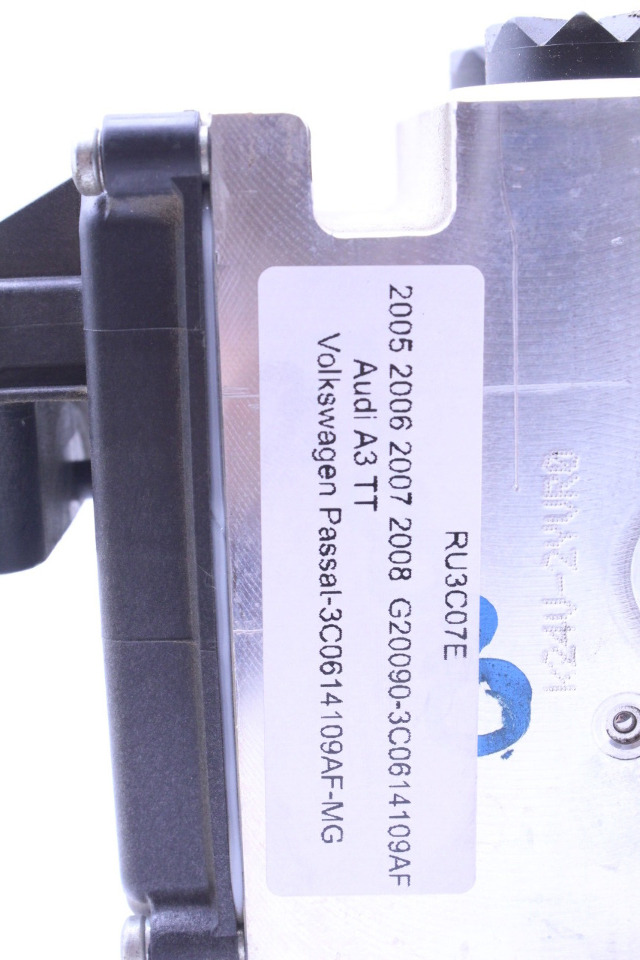 RU3C07E
2005 2006 2007 2008 G20090-3C0614109AF
Audi A3 TT
Volkswagen Passat-3C0614109AF-MG